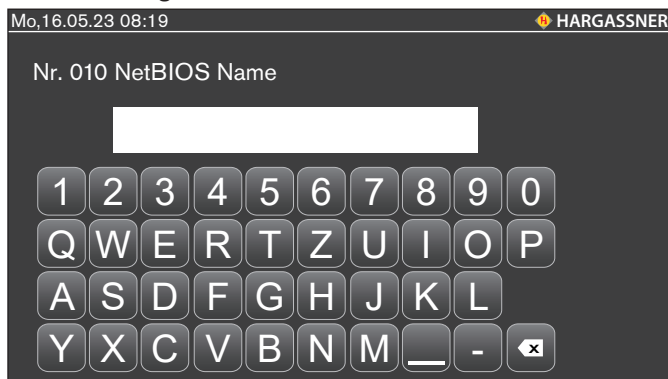 Mo,16.05.23 08:19 H HARGASSNER
Nr. 010 NetBIOS Name
1 2 3 4 5 6 7 8 9 0
Q W E R T Z U I O P
A S D F G H J K L
Y X C V B N M _ - x